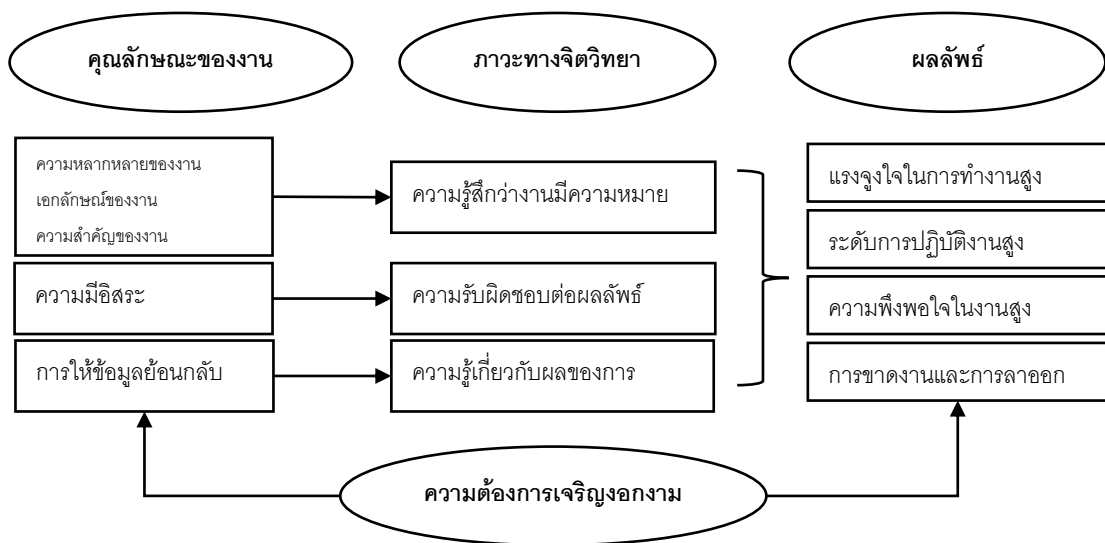 คุณลักษณะของงาน
ภาวะทางจิตวิทยา
ผลลัพธ์
ความหลากหลายของงาน
เอกลักษณ์ของงาน
ความสำคัญของงาน
ความรู้สึกว่างานมีความหมาย
แรงจูงใจในการทำงานสูง
ระดับการปฏิบัติงานสูง
ความมีอิสระ
ความรับผิดชอบต่อผลลัพธ์
ความพึงพอใจในงานสูง
การให้ข้อมูลย้อนกลับ
ความรู้เกี่ยวกับผลของการ
การขาดงานและการลาออก
ความต้องการเจริญงอกงาม